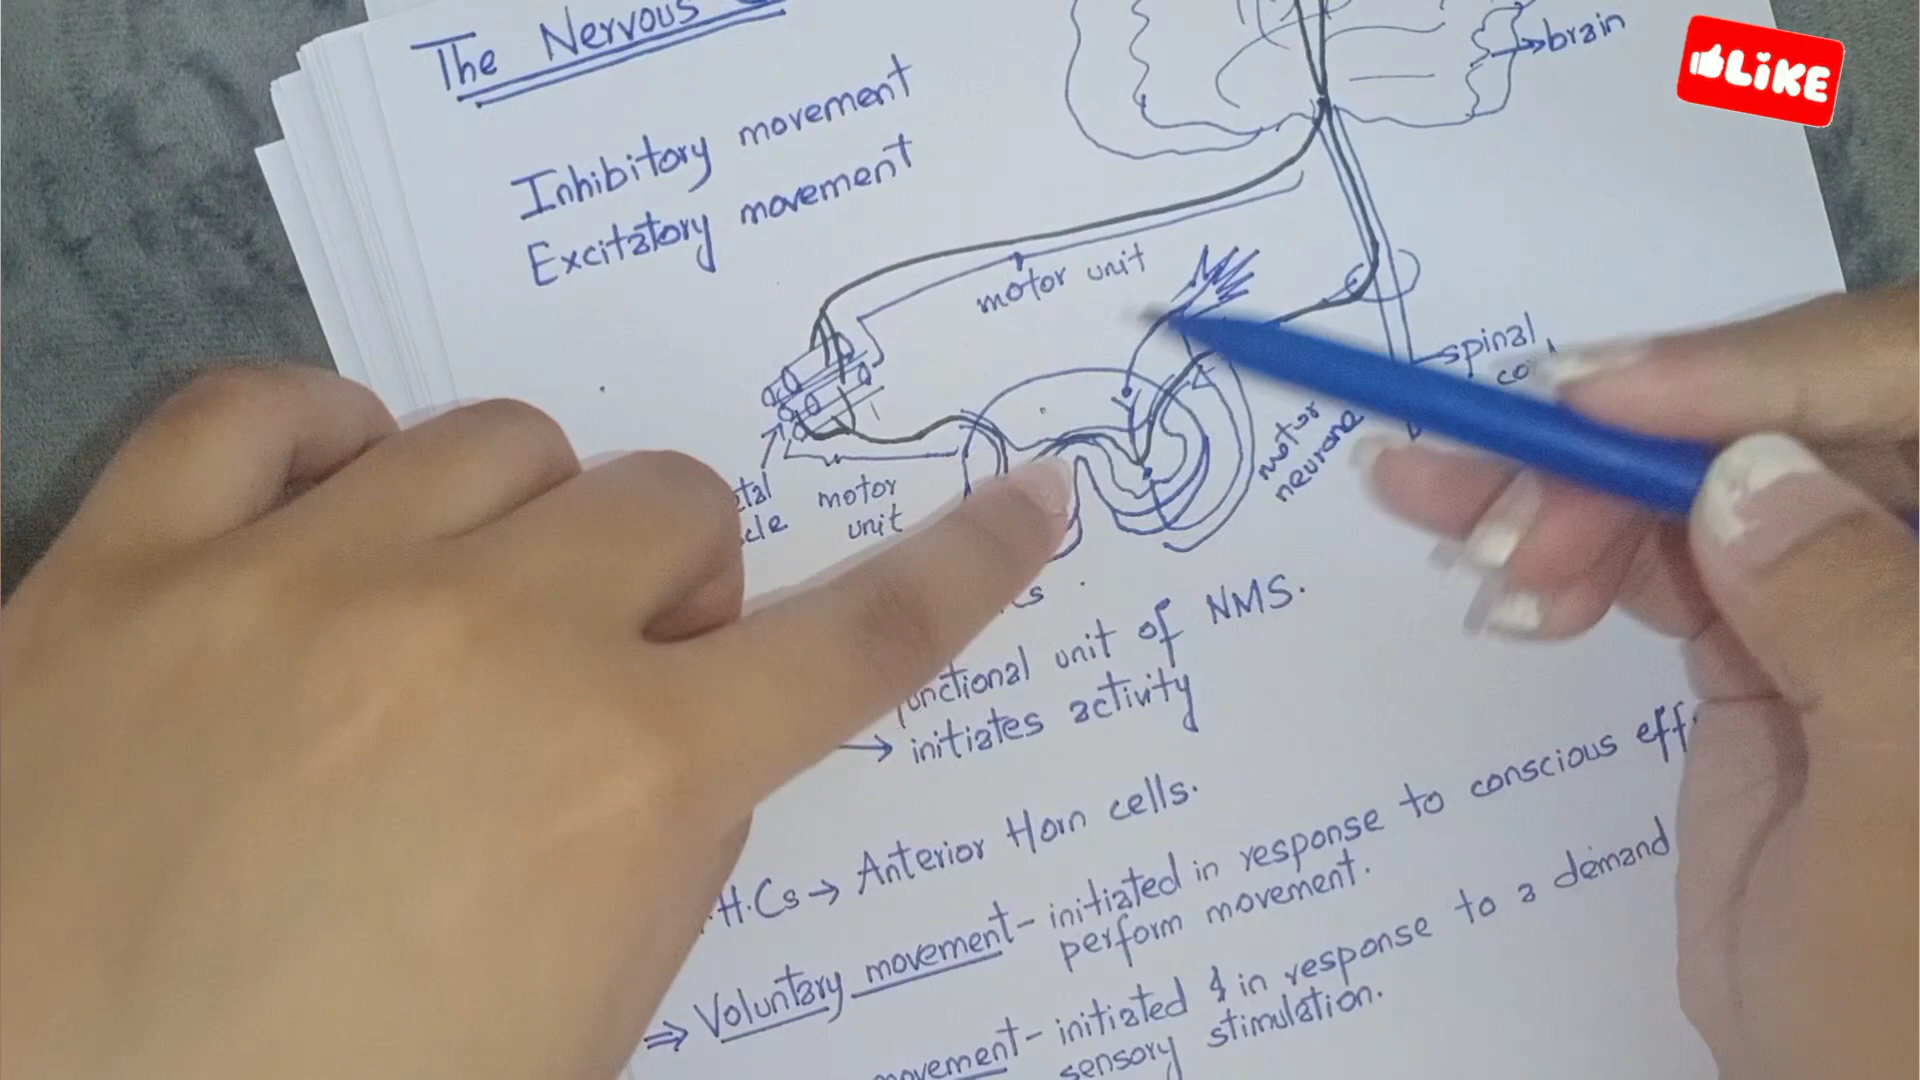 The Nervous
brain
LiKE
Inhibitory movement
Excitatory movement
motor unit
spinal
motor
neurone
motor
unit
functional unit of NMS.
→ initiates activity
H.Cs → Anterior Horn cells.
⇒ Voluntary movement - initiated in response to conscious
perform movement.
- initiated & in response to a demand
sensory stimulation.